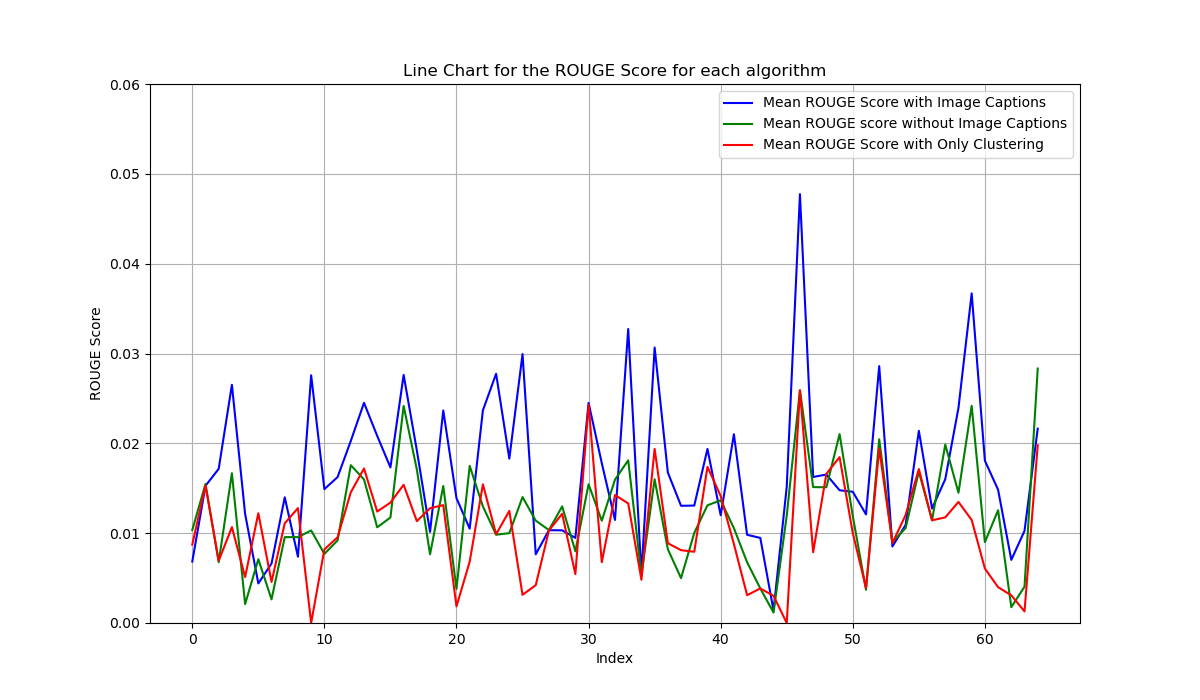 Line Chart for the ROUGE Score for each algorithm
Mean ROUGE Score with Image Captions
Mean ROUGE score without Image Captions
Mean ROUGE Score with Only Clustering
ROUGE Score
0.06
0.05
0.04
0.03
0.02
0.01
0.00
0 10 20 30 40 50 60
Index